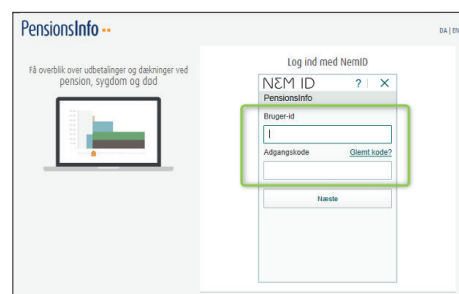 PensionsInfo
DA | EN
Få overblik over udbetalinger og dækninger ved
pension, sygdom og død
Log ind med NemID
NEM ID ? | ×
PensionsInfo
Bruger-id
Adgangskode Glemt kode?
Næste